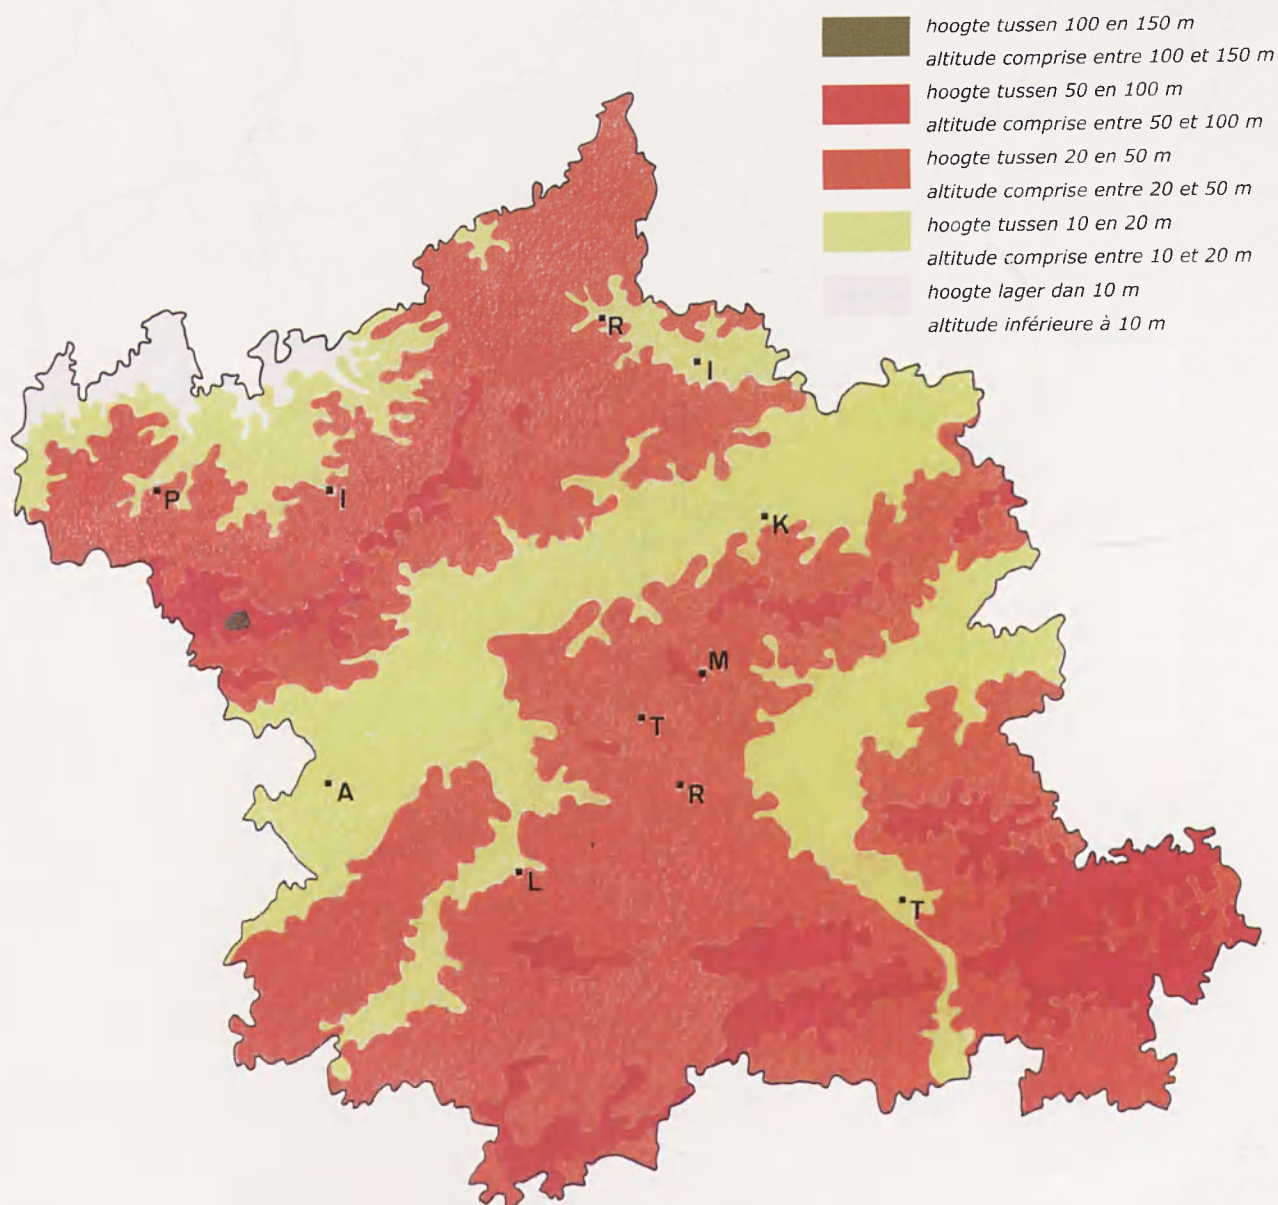 hoogte tussen 100 en 150 m
altitude comprise entre 100 et 150 m
hoogte tussen 50 en 100 m
altitude comprise entre 50 et 100 m
hoogte tussen 20 en 50 m
altitude comprise entre 20 et 50 m
hoogte tussen 10 en 20 m
altitude comprise entre 10 et 20 m
hoogte lager dan 10 m
altitude inférieure à 10 m
R
I
P
I
K
M
T
A
R
L
T